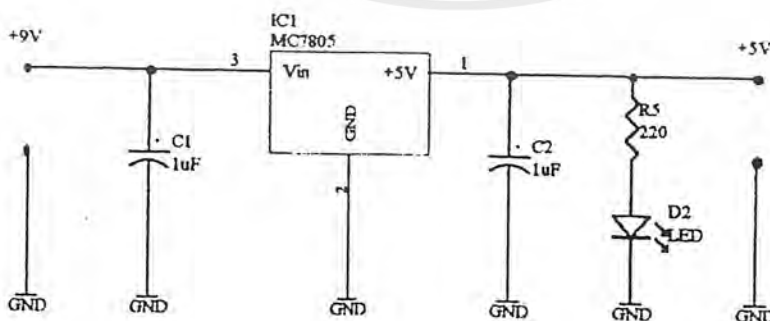 IC1
MC7805
+9V
+5V
3
1
Vin
+5V
GND
2
C1
1uF
C2
1uF
R5
220
D2
LED
GND
GND
GND
GND
GND
GND